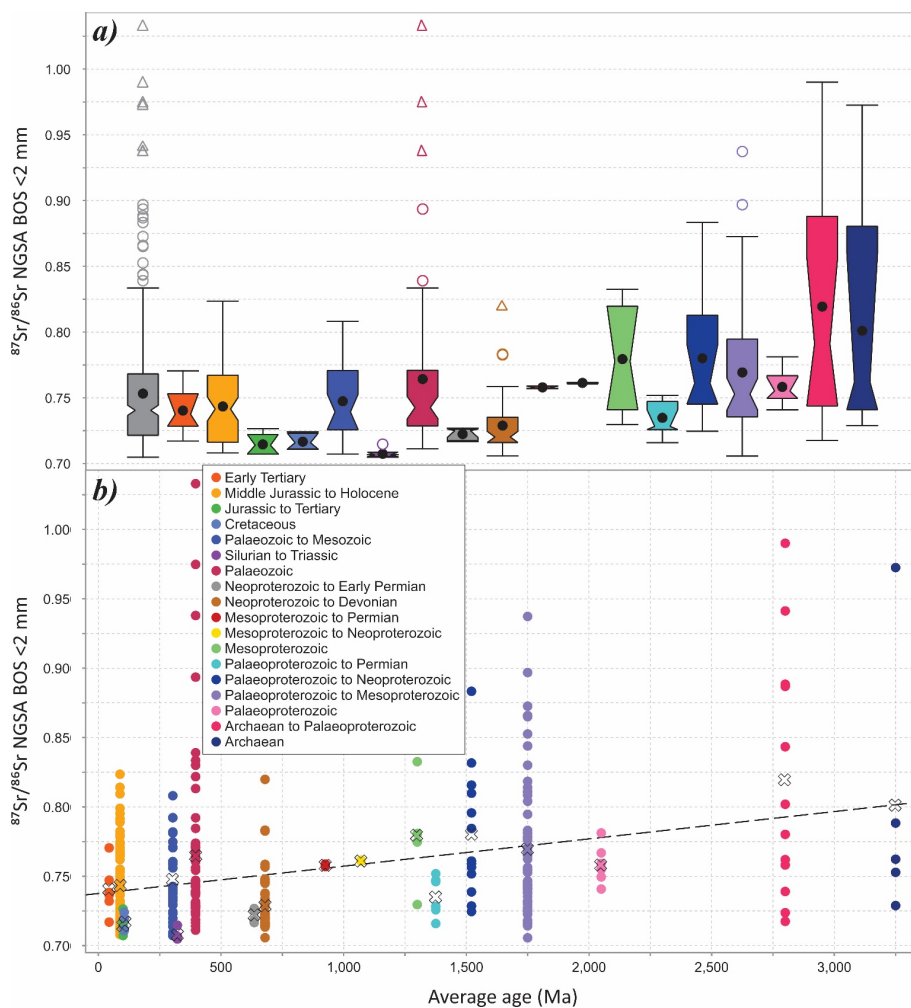 a)
⁸⁷Sr/⁸⁶Sr NGSA BOS <2 mm
1.00
0.95
0.90
0.85
0.80
0.75
0.70
b)
⁸⁷Sr/⁸⁶Sr NGSA BOS <2 mm
1.00
0.95
0.90
0.85
0.80
0.75
0.70
Early Tertiary
Middle Jurassic to Holocene
Jurassic to Tertiary
Cretaceous
Palaeozoic to Mesozoic
Silurian to Triassic
Palaeozoic
Neoproterozoic to Early Permian
Neoproterozoic to Devonian
Mesoproterozoic to Permian
Mesoproterozoic to Neoproterozoic
Mesoproterozoic
Palaeoproterozoic to Permian
Palaeoproterozoic to Neoproterozoic
Palaeoproterozoic to Mesoproterozoic
Palaeoproterozoic
Archaean to Palaeoproterozoic
Archaean
0 500 1,000 1,500 2,000 2,500 3,000
Average age (Ma)